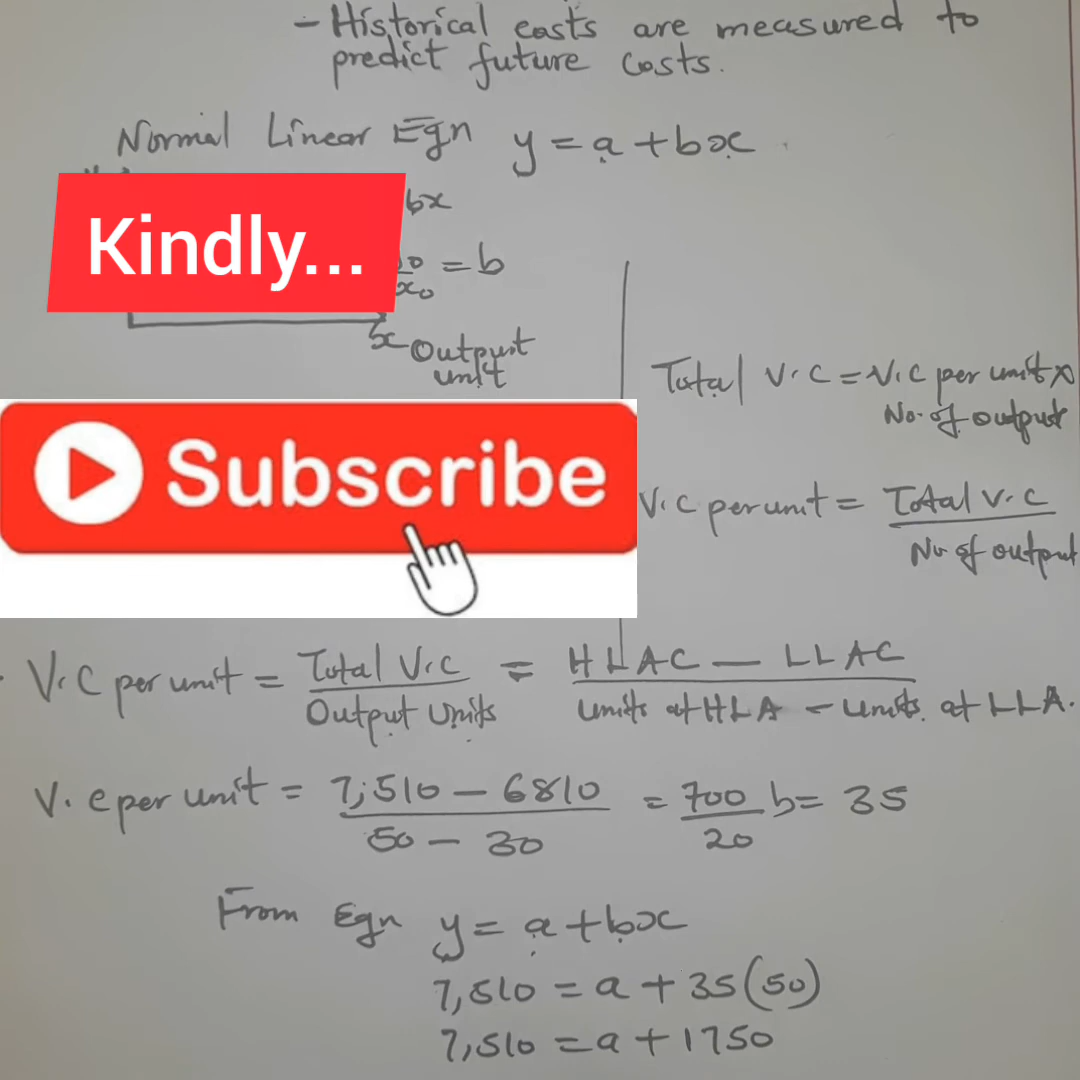 - Historical costs are measured to
predict future costs.
Normal Linear Eqn y = a + bx
Kindly...
bx
= b
x₀
x Output
unit
Total V.C = V.C per unit x
No. of output
Subscribe
V.C per unit = Total V.C
No of output
V.C per unit = Total V.C = HLAC - LLAC
Output Units units at HLA - units at LLA.
V.C per unit = 7,510 - 6810 = 700 b = 35
50 - 30 20
From Eqn y = a + bx
7,510 = a + 35(50)
7,510 = a + 1750